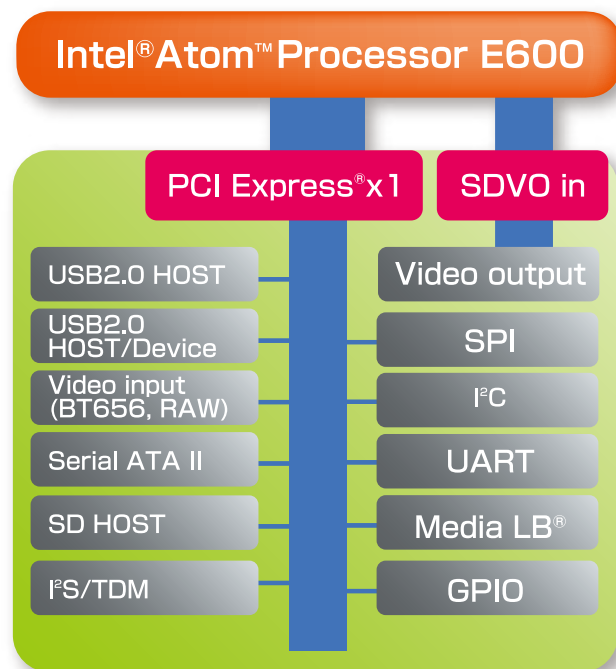 Intel®Atom™Processor E600
PCI Express®x1
SDVO in
USB2.0 HOST
USB2.0
HOST/Device
Video input
(BT656, RAW)
Serial ATA II
SD HOST
I²S/TDM
Video output
SPI
I²C
UART
Media LB®
GPIO